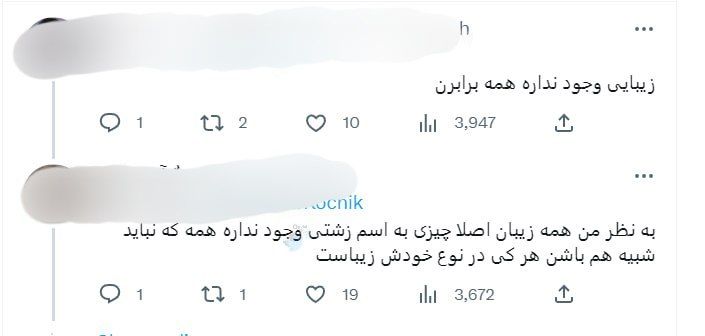 h
زیبایی وجود نداره همه برابرن
1 2 10 3,947
Kocnik
به نظر من همه زیبان اصلا چیزی به اسم زشتی وجود نداره همه که نباید
شبیه هم باشن هر کی در نوع خودش زیباست
1 1 19 3,672